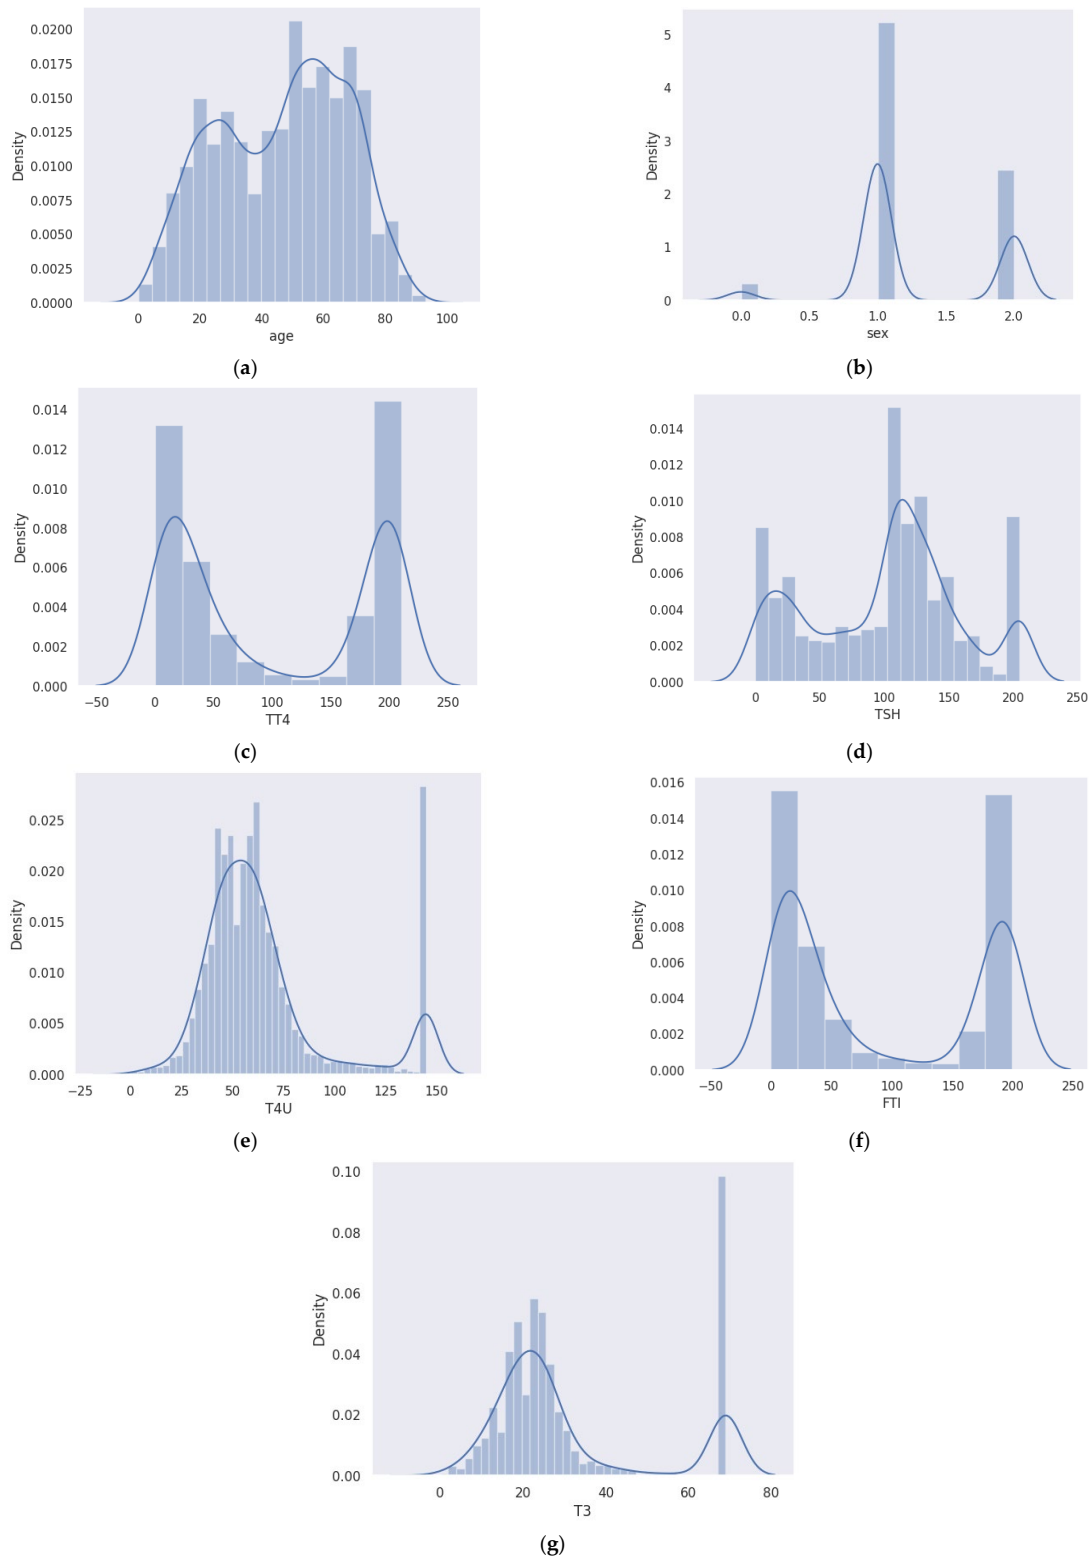 0.0200
0.0175
0.0150
0.0125
0.0100
0.0075
0.0050
0.0025
0.0000
Density
0 20 40 60 80 100
age
(a)
5
4
3
2
1
0
Density
0.0 0.5 1.0 1.5 2.0
sex
(b)
0.014
0.012
0.010
0.008
0.006
0.004
0.002
0.000
Density
−50 0 50 100 150 200 250
TT4
(c)
0.014
0.012
0.010
0.008
0.006
0.004
0.002
0.000
Density
0 50 100 150 200 250
TSH
(d)
0.025
0.020
0.015
0.010
0.005
0.000
Density
−25 0 25 50 75 100 125 150
T4U
(e)
0.016
0.014
0.012
0.010
0.008
0.006
0.004
0.002
0.000
Density
−50 0 50 100 150 200 250
FTI
(f)
0.10
0.08
0.06
0.04
0.02
0.00
Density
0 20 40 60 80
T3
(g)